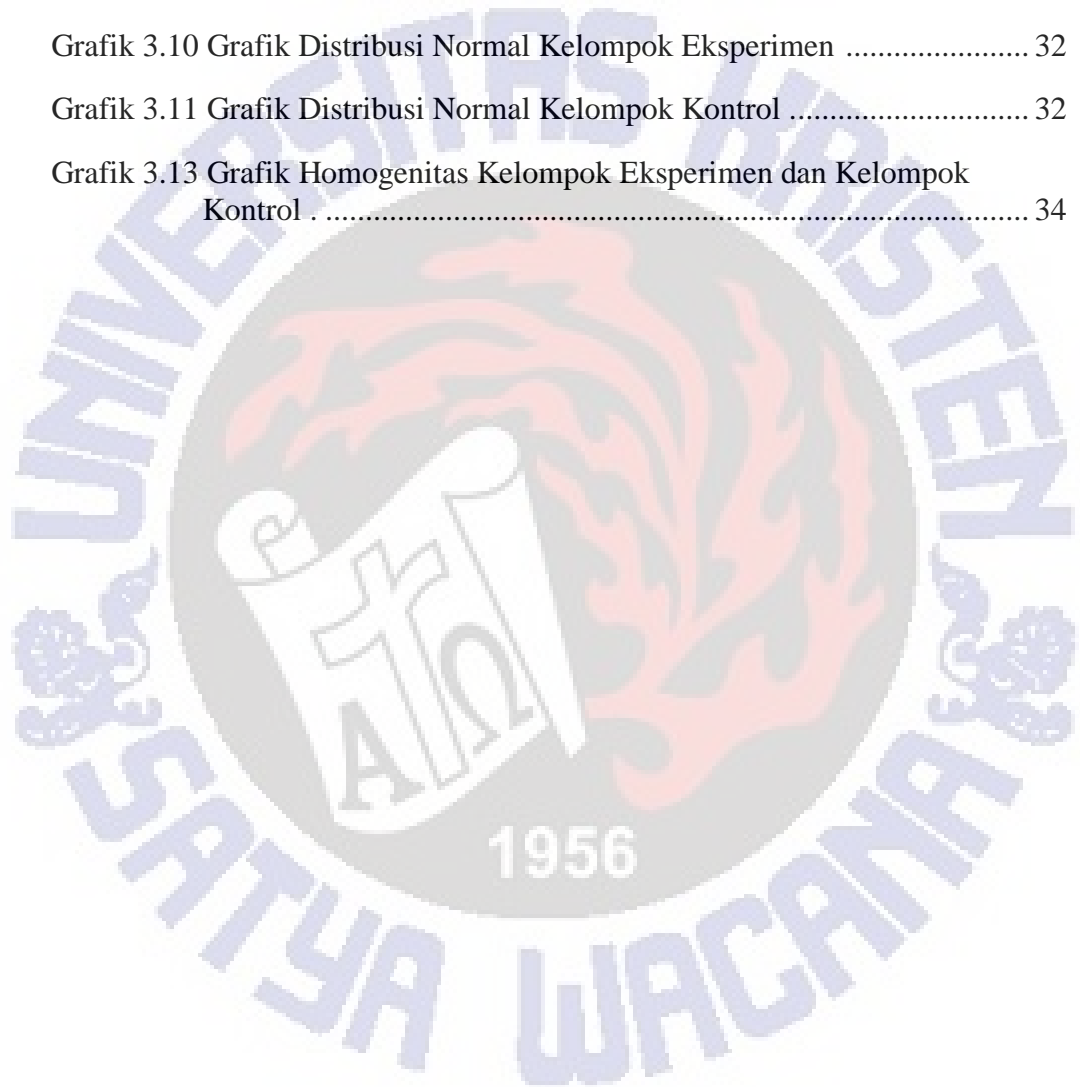 Grafik 3.10 Grafik Distribusi Normal Kelompok Eksperimen ....................... 32
Grafik 3.11 Grafik Distribusi Normal Kelompok Kontrol .............................. 32
Grafik 3.13 Grafik Homogenitas Kelompok Eksperimen dan Kelompok
Kontrol . ........................................................................................ 34
UNIVERSITAS KRISTEN
SATYA WACANA
Α Ω
1956